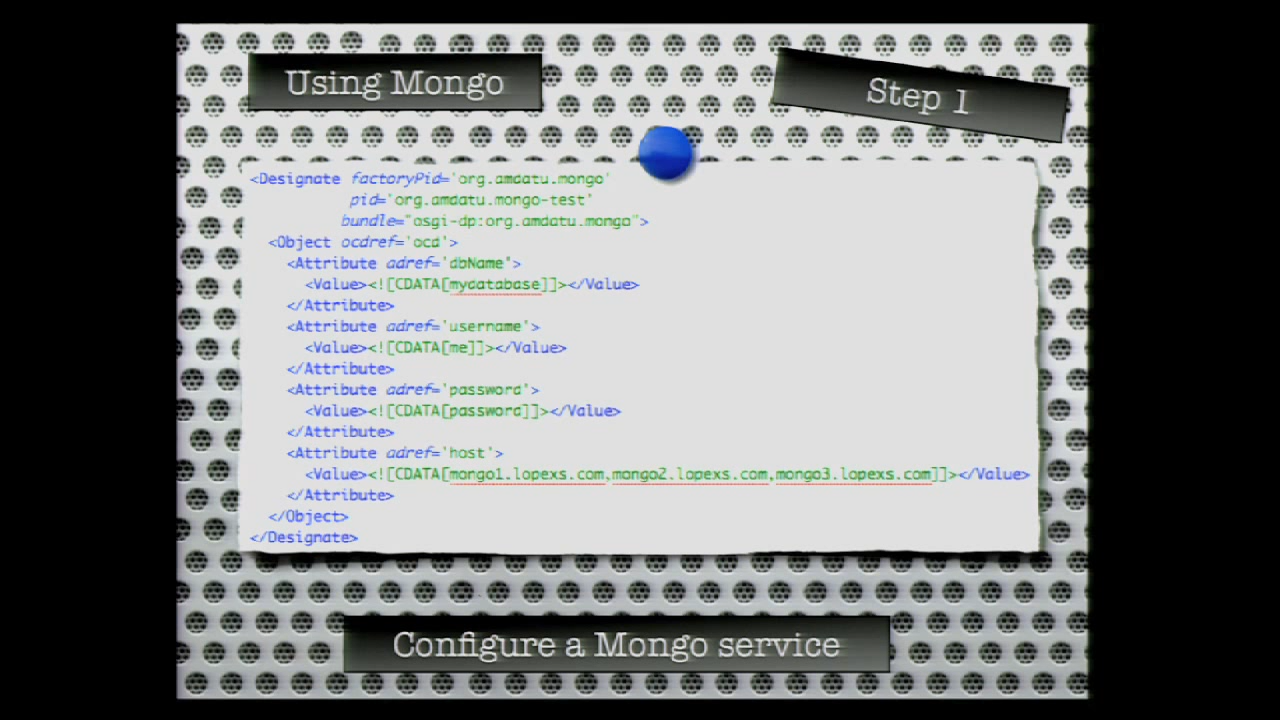 Using Mongo
Step 1
<Designate factoryPid='org.amdatu.mongo'
pid='org.amdatu.mongo-test'
bundle="osgi-dp:org.amdatu.mongo">
<Object ocdref='ocd'>
<Attribute adref='dbName'>
<Value><![CDATA[mydatabase]]></Value>
</Attribute>
<Attribute adref='username'>
<Value><![CDATA[me]]></Value>
</Attribute>
<Attribute adref='password'>
<Value><![CDATA[password]]></Value>
</Attribute>
<Attribute adref='host'>
<Value><![CDATA[mongo1.lopexs.com,mongo2.lopexs.com,mongo3.lopexs.com]]></Value>
</Attribute>
</Object>
</Designate>
Configure a Mongo service